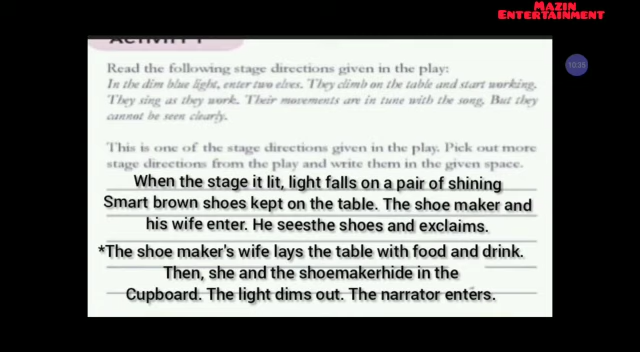 Mazin
Entertainment
10:35
ACTIVITY I
Read the following stage directions given in the play:
In the dim blue light, enter two elves. They climb on the table and start working.
They sing as they work. Their movements are in tune with the song. But they
cannot be seen clearly.
This is one of the stage directions given in the play. Pick out more
stage directions from the play and write them in the given space.
When the stage it lit, light falls on a pair of shining
Smart brown shoes kept on the table. The shoe maker and
his wife enter. He seesthe shoes and exclaims.
*The shoe maker's wife lays the table with food and drink.
Then, she and the shoemakerhide in the
Cupboard. The light dims out. The narrator enters.